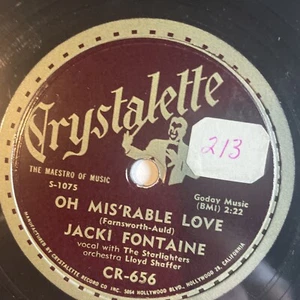 Crystalette
THE MAESTRO OF MUSIC
S-1075
213
Goday Music
(BMI) 2:22
OH MIS'RABLE LOVE
(Farnsworth-Auld)
JACKI FONTAINE
vocal with The Starlighters
orchestra Lloyd Shaffer
CR-656
MANUFACTURED BY CRYSTALETTE RECORD CO. INC. 5864 HOLLYWOOD BLVD., HOLLYWOOD 28, CALIFORNIA